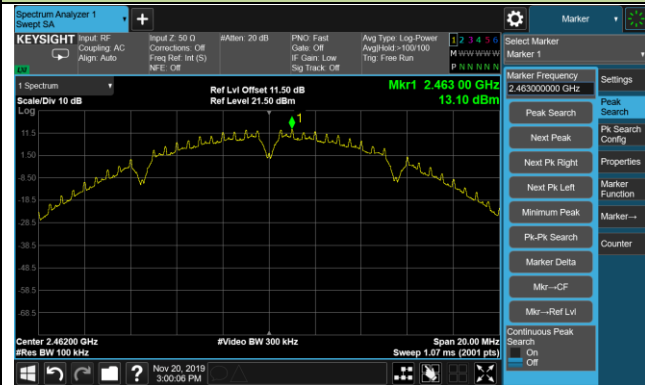 Spectrum Analyzer 1
Swept SA
Marker
KEYSIGHT
Input: RF
Coupling: AC
Align: Auto
Input Z: 50 Ω
Corrections: Off
Freq Ref: Int (S)
NFE: Off
#Atten: 20 dB
PNO: Fast
Gate: Off
IF Gain: Low
Sig Track: Off
Avg Type: Log-Power
Avg|Hold:>100/100
Trig: Free Run
1 2 3 4 5 6
M W W W W W
P N N N N N
LXI
Select Marker
Marker 1
1 Spectrum
Scale/Div 10 dB
Log
Ref Lvl Offset 11.50 dB
Ref Level 21.50 dBm
Mkr1 2.463 00 GHz
13.10 dBm
1
11.5
1.50
-8.50
-18.5
-28.5
-38.5
-48.5
-58.5
-68.5
Center 2.46200 GHz
#Res BW 100 kHz
#Video BW 300 kHz
Span 20.00 MHz
Sweep 1.07 ms (2001 pts)
Marker Frequency
2.463000000 GHz
Peak Search
Next Peak
Next Pk Right
Next Pk Left
Minimum Peak
Pk-Pk Search
Marker Delta
Mkr→CF
Mkr→Ref Lvl
Continuous Peak
Search
On
Off
Settings
Peak
Search
Pk Search
Config
Properties
Marker
Function
Marker→
Counter
Nov 20, 2019
3:00:06 PM